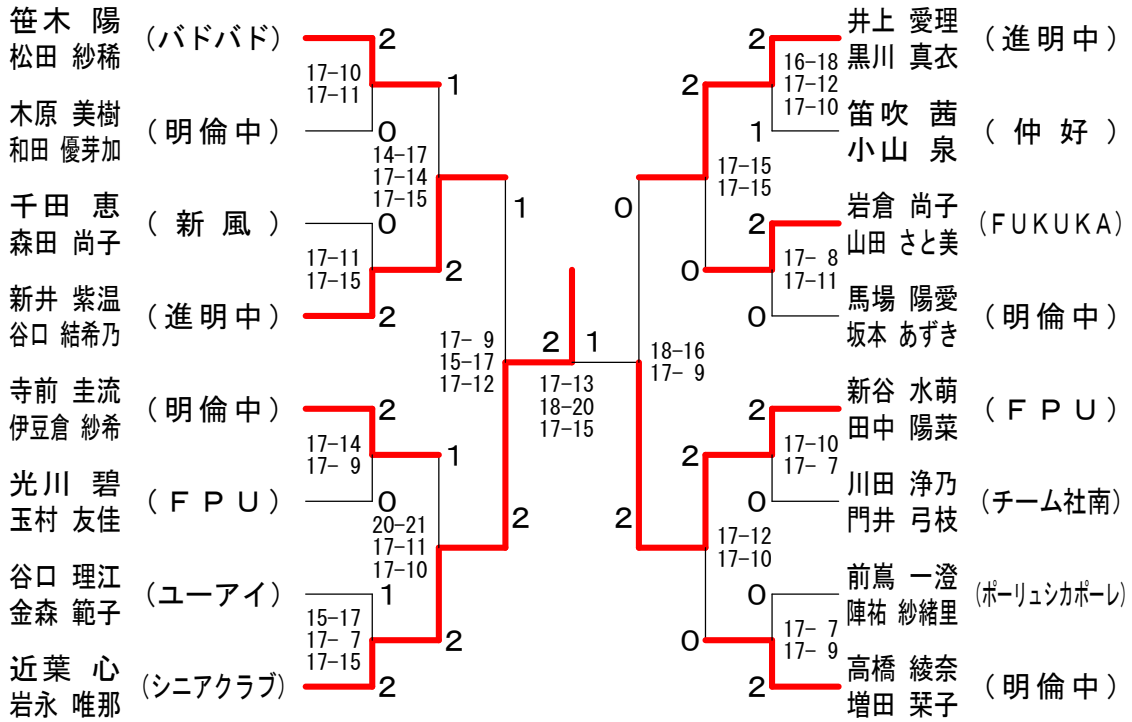 笹木 陽
松田 紗稀
(バドバド)
2
17-10
17-11
1
木原 美樹
和田 優芽加
(明倫中)
0
14-17
17-14
17-15
千田 恵
森田 尚子
(新風)
0
17-11
17-15
2
新井 紫温
谷口 結希乃
(進明中)
2
1
17- 9
15-17
17-12
寺前 圭流
伊豆倉 紗希
(明倫中)
2
17-14
17- 9
1
光川 碧
玉村 友佳
(FPU)
0
20-21
17-11
17-10
2
谷口 理江
金森 範子
(ユーアイ)
1
15-17
17- 7
17-15
2
近葉 心
岩永 唯那
(シニアクラブ)
2
2
1
17-13
18-20
17-15
井上 愛理
黒川 真衣
(進明中)
2
16-18
17-12
17-10
2
笛吹 茜
小山 泉
(仲好)
1
17-15
17-15
0
岩倉 尚子
山田 さと美
(FUKUKA)
2
17- 8
17-11
0
馬場 陽愛
坂本 あずき
(明倫中)
0
18-16
17- 9
新谷 水萌
田中 陽菜
(FPU)
2
17-10
17- 7
2
川田 浄乃
門井 弓枝
(チーム社南)
0
2
17-12
17-10
前嶌 一澄
陣祐 紗緒里
(ポーリュシカポーレ)
0
17- 7
17- 9
0
高橋 綾奈
増田 栞子
(明倫中)
2